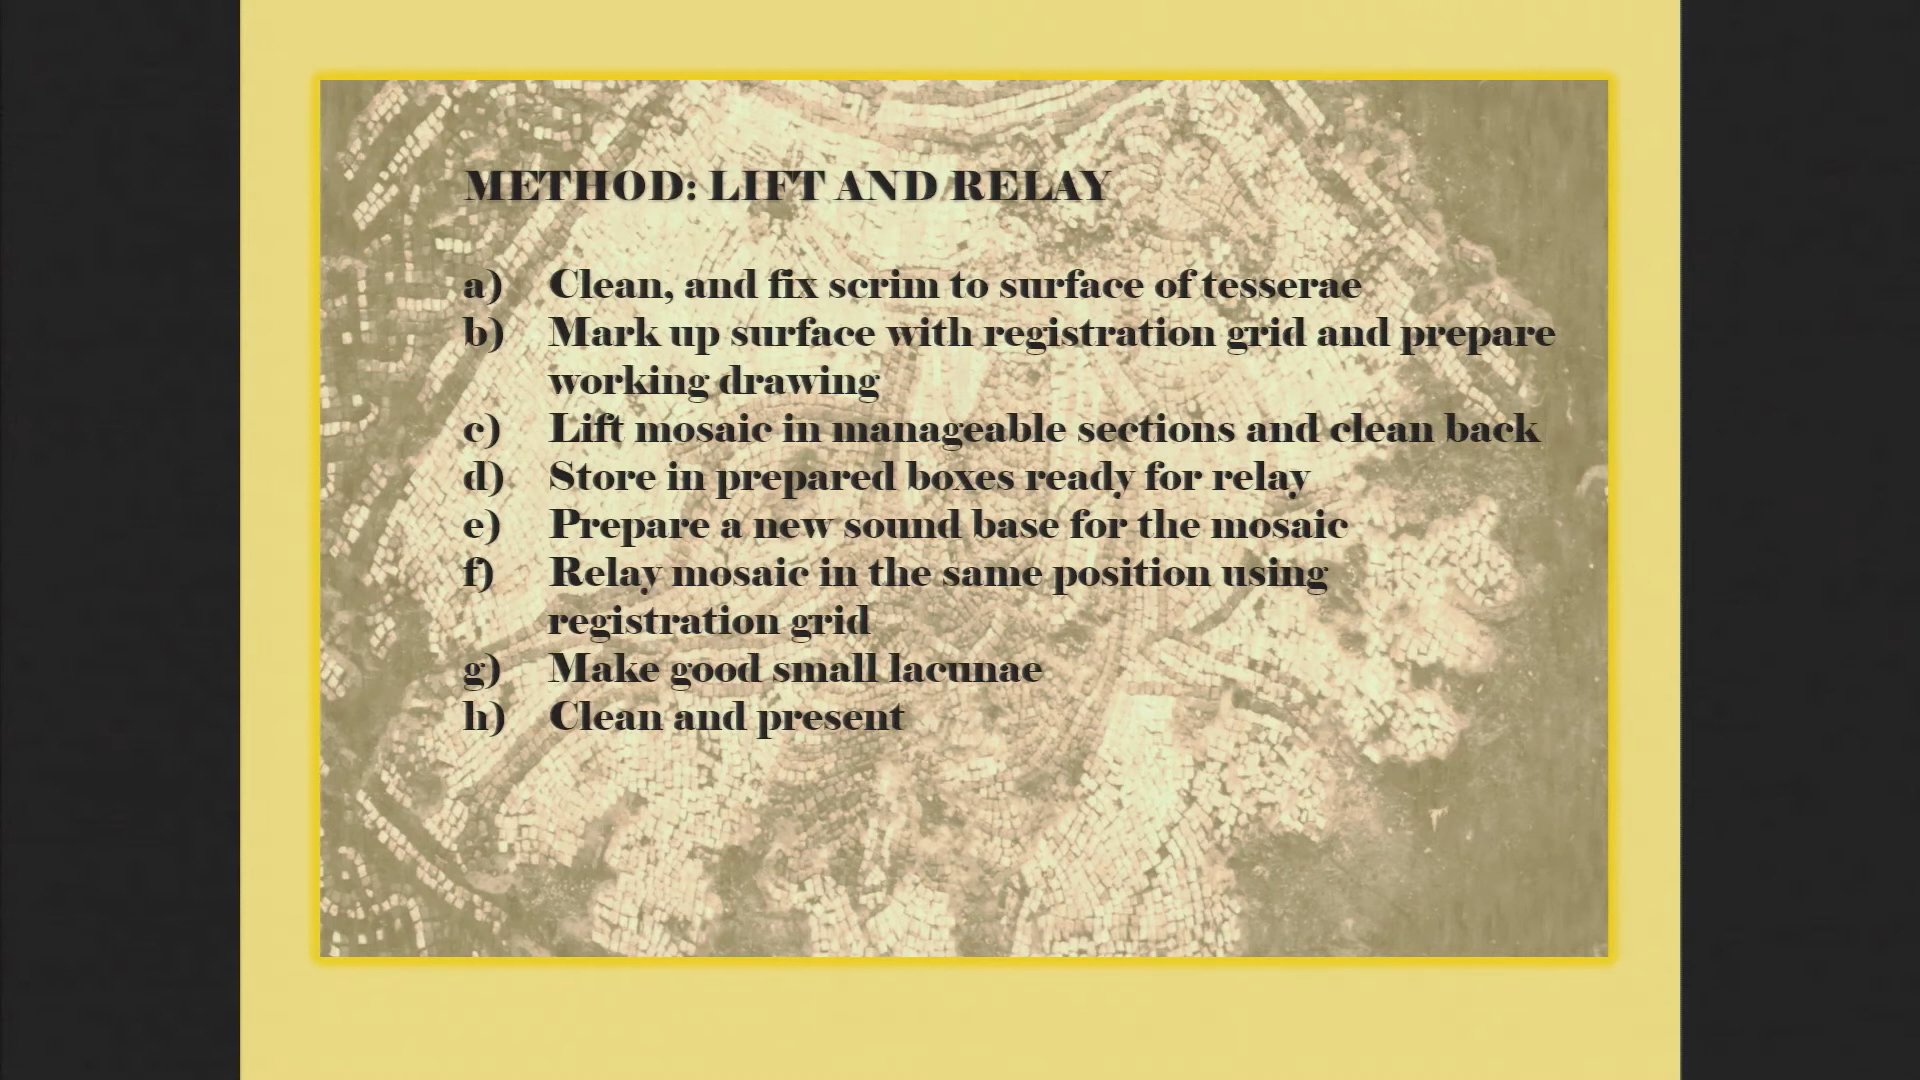 METHOD: LIFT AND RELAY
a) Clean, and fix scrim to surface of tesserae
b) Mark up surface with registration grid and prepare
working drawing
c) Lift mosaic in manageable sections and clean back
d) Store in prepared boxes ready for relay
e) Prepare a new sound base for the mosaic
f) Relay mosaic in the same position using
registration grid
g) Make good small lacunae
h) Clean and present